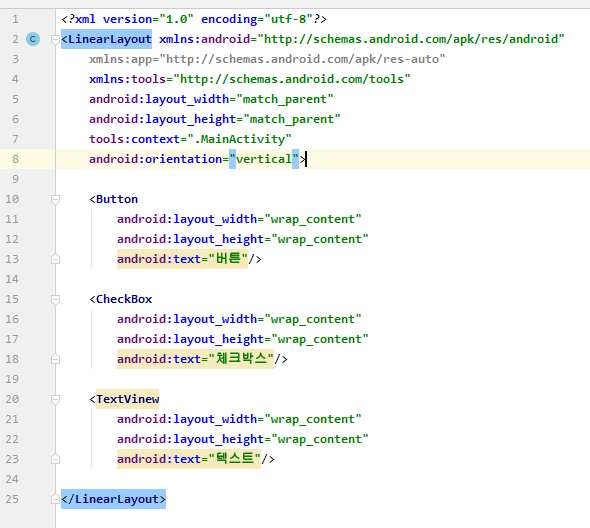 1 <?xml version="1.0" encoding="utf-8"?>
2 C <LinearLayout xmlns:android="http://schemas.android.com/apk/res/android"
3 xmlns:app="http://schemas.android.com/apk/res-auto"
4 xmlns:tools="http://schemas.android.com/tools"
5 android:layout_width="match_parent"
6 android:layout_height="match_parent"
7 tools:context=".MainActivity"
8 android:orientation="vertical">
9
10 <Button
11 android:layout_width="wrap_content"
12 android:layout_height="wrap_content"
13 android:text="버튼"/>
14
15 <CheckBox
16 android:layout_width="wrap_content"
17 android:layout_height="wrap_content"
18 android:text="체크박스"/>
19
20 <TextVinew
21 android:layout_width="wrap_content"
22 android:layout_height="wrap_content"
23 android:text="텍스트"/>
24
25 </LinearLayout>